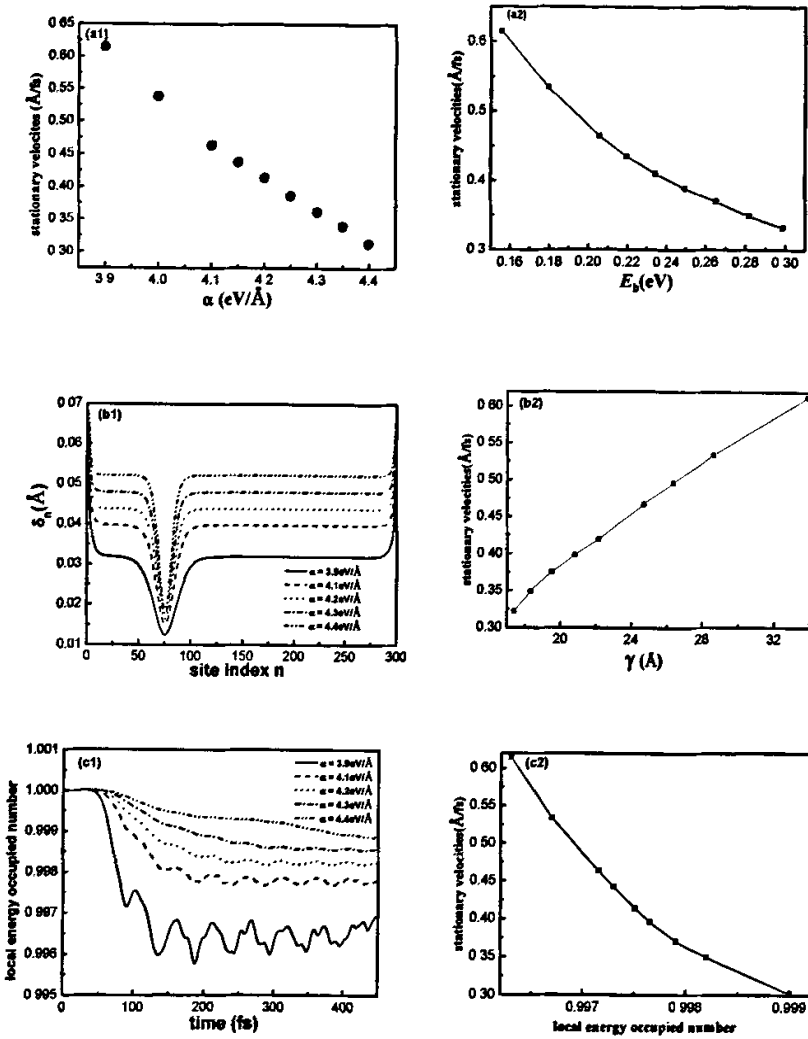 (a1)
stationary velocites (Å/fs)
0.65
0.60
0.55
0.50
0.45
0.40
0.35
0.30
3 9 4.0 4.1 4.2 4.3 4.4
α (eV/Å)
(a2)
stationary velocities(Å/fs)
0.6
0.5
0.4
0.3
0.16 0.18 0.20 0.22 0.24 0.26 0.28 0.30
E_b(eV)
(b1)
δ_n(Å)
0.07
0.06
0.05
0.04
0.03
0.02
0.01
α = 3.9eV/Å
α = 4.1eV/Å
α = 4.2eV/Å
α = 4.3eV/Å
α = 4.4eV/Å
0 50 100 150 200 250 300
site index n
(b2)
stationary velocities(Å/fs)
0.60
0.55
0.50
0.45
0.40
0.35
0.30
20 24 28 32
γ (Å)
(c1)
local energy occupied number
1.001
1.000
0.999
0.998
0.997
0.996
0.995
α = 3.9eV/Å
α = 4.1eV/Å
α = 4.2eV/Å
α = 4.3eV/Å
α = 4.4eV/Å
0 100 200 300 400
time (fs)
(c2)
stationary velocities(Å/fs)
0.60
0.55
0.50
0.45
0.40
0.35
0.30
0.997 0.998 0.999
local energy occupied number